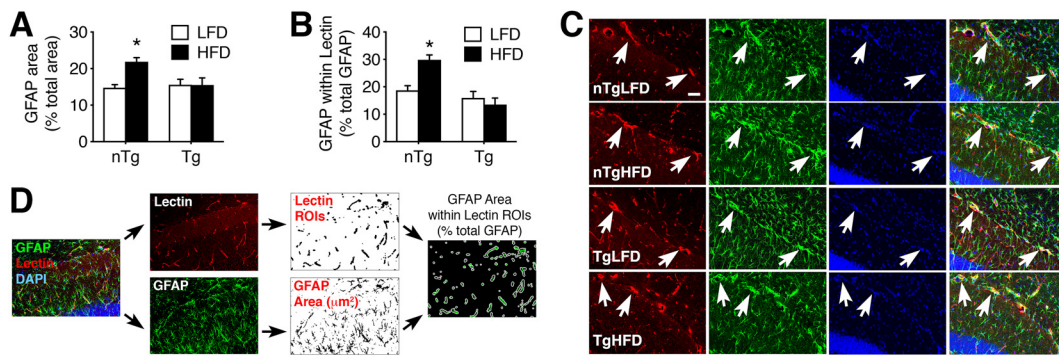 A
GFAP area
(% total area)
30
20
10
0
*
LFD
HFD
nTg
Tg
B
GFAP within Lectin
(% total GFAP)
40
30
20
10
0
*
LFD
HFD
nTg
Tg
C
nTgLFD
nTgHFD
TgLFD
TgHFD
D
GFAP
Lectin
DAPI
Lectin
GFAP
Lectin
ROIs
GFAP
Area (μm²)
GFAP Area
within Lectin ROIs
(% total GFAP)